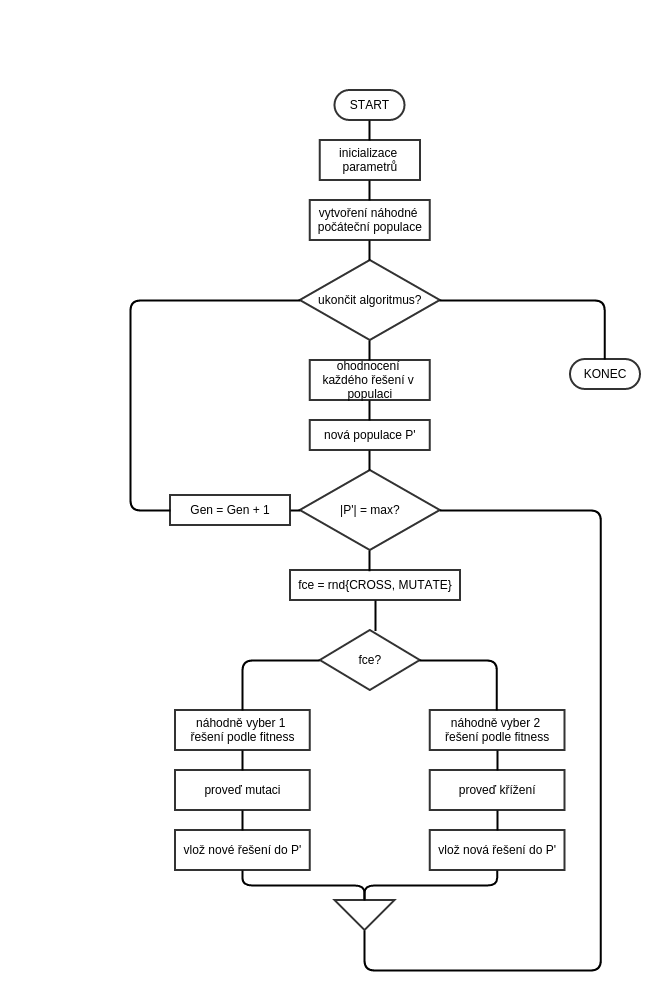 START
inicializace
parametrů
vytvoření náhodné
počáteční populace
ukončit algoritmus?
ohodnocení
každého řešení v
populaci
KONEC
nová populace P'
Gen = Gen + 1
|P'| = max?
fce = rnd{CROSS, MUTATE}
fce?
náhodně vyber 1
řešení podle fitness
náhodně vyber 2
řešení podle fitness
proveď mutaci
proveď křížení
vlož nové řešení do P'
vlož nová řešení do P'